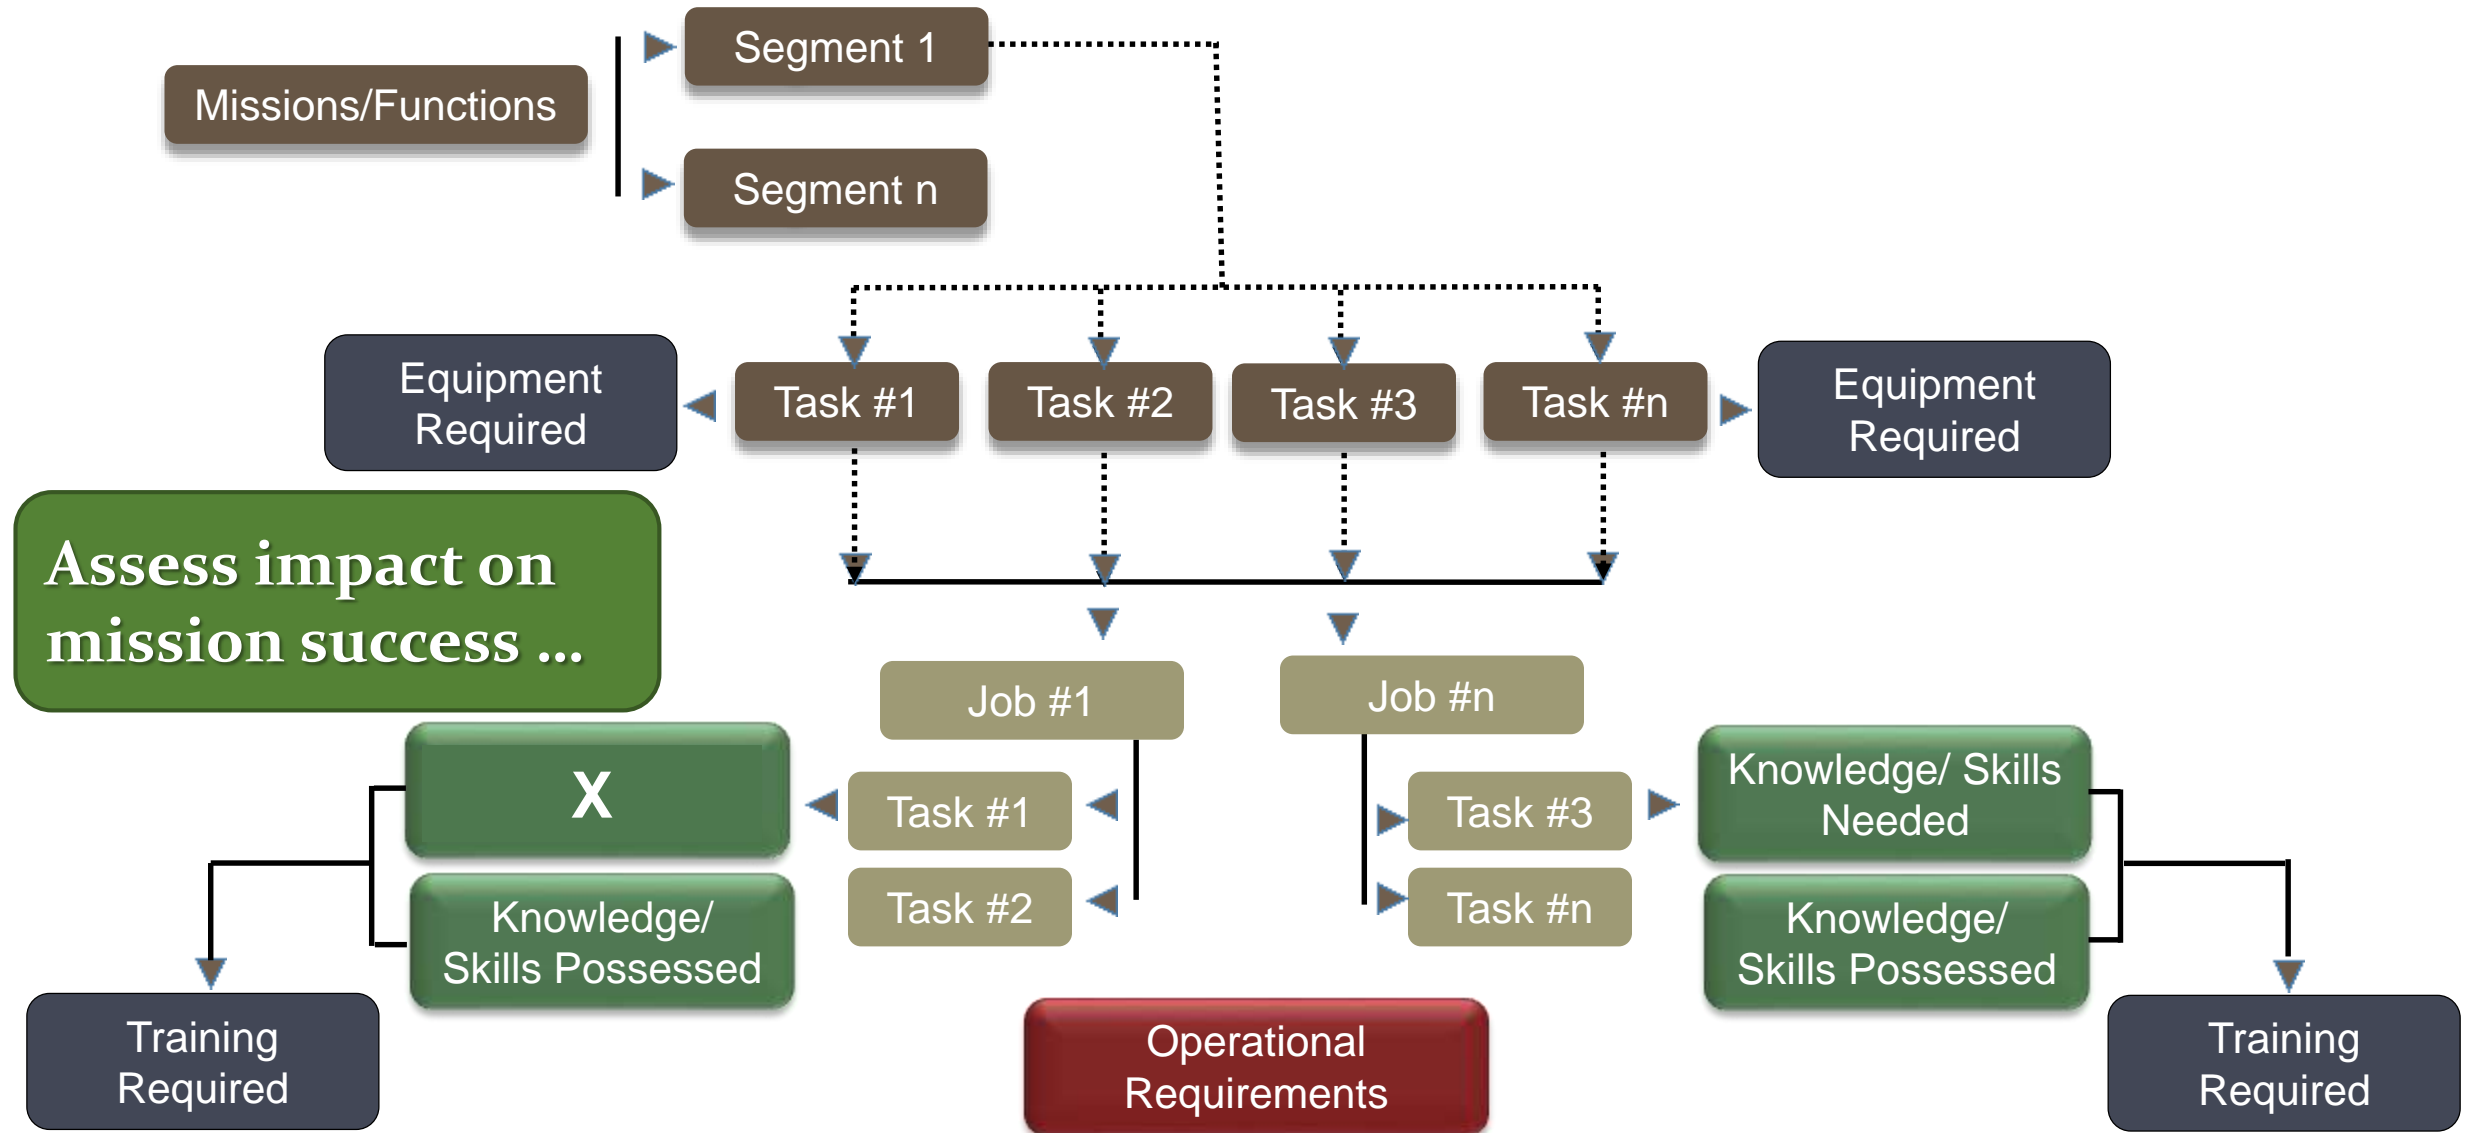 Segment 1
Missions/Functions
Segment n
Equipment
Required
Task #1
Task #2
Task #3
Task #n
Equipment
Required
Assess impact on
mission success ...
Job #1
Job #n
X
Task #1
Task #3
Knowledge/ Skills
Needed
Knowledge/
Skills Possessed
Task #2
Task #n
Knowledge/
Skills Possessed
Training
Required
Operational
Requirements
Training
Required